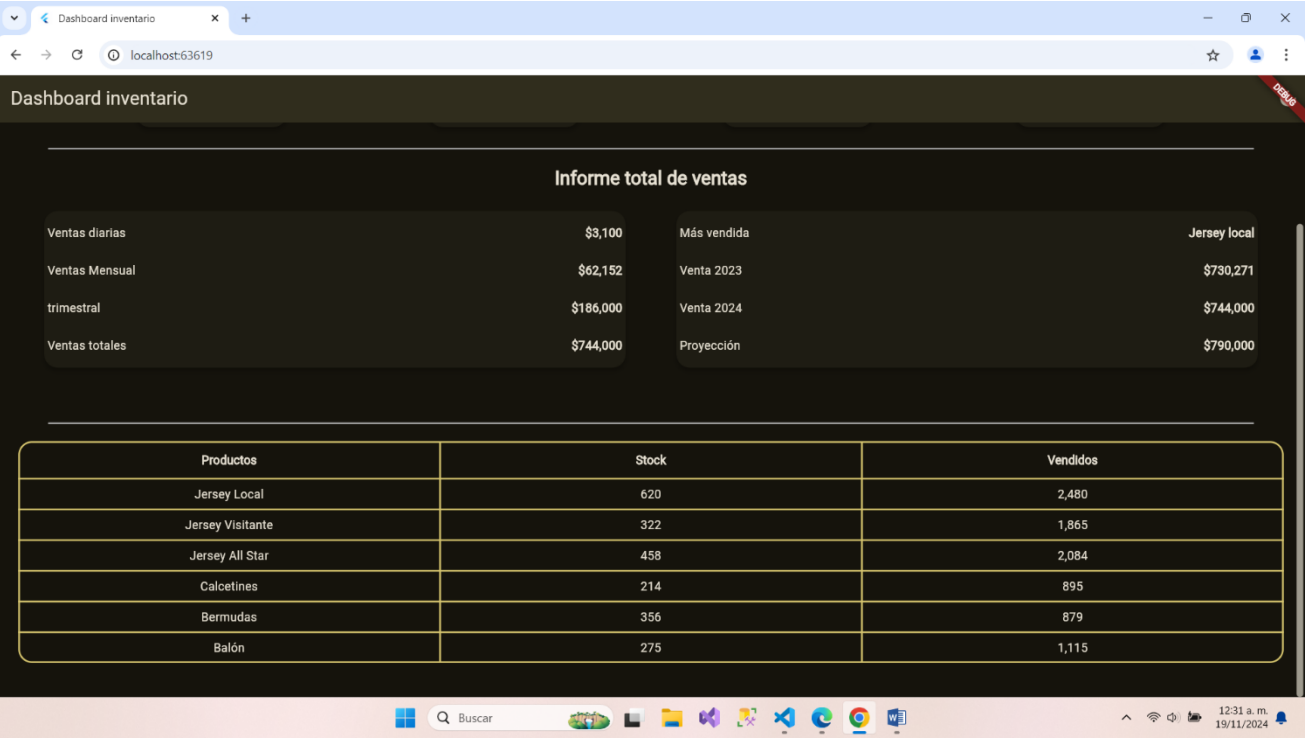 Dashboard inventario
localhost:63619
Dashboard inventario
DEBUG
Informe total de ventas
Ventas diarias $3,100
Ventas Mensual $62,152
trimestral $186,000
Ventas totales $744,000
Más vendida Jersey local
Venta 2023 $730,271
Venta 2024 $744,000
Proyección $790,000
Productos Stock Vendidos
Jersey Local 620 2,480
Jersey Visitante 322 1,865
Jersey All Star 458 2,084
Calcetines 214 895
Bermudas 356 879
Balón 275 1,115
Buscar
12:31 a. m.
19/11/2024